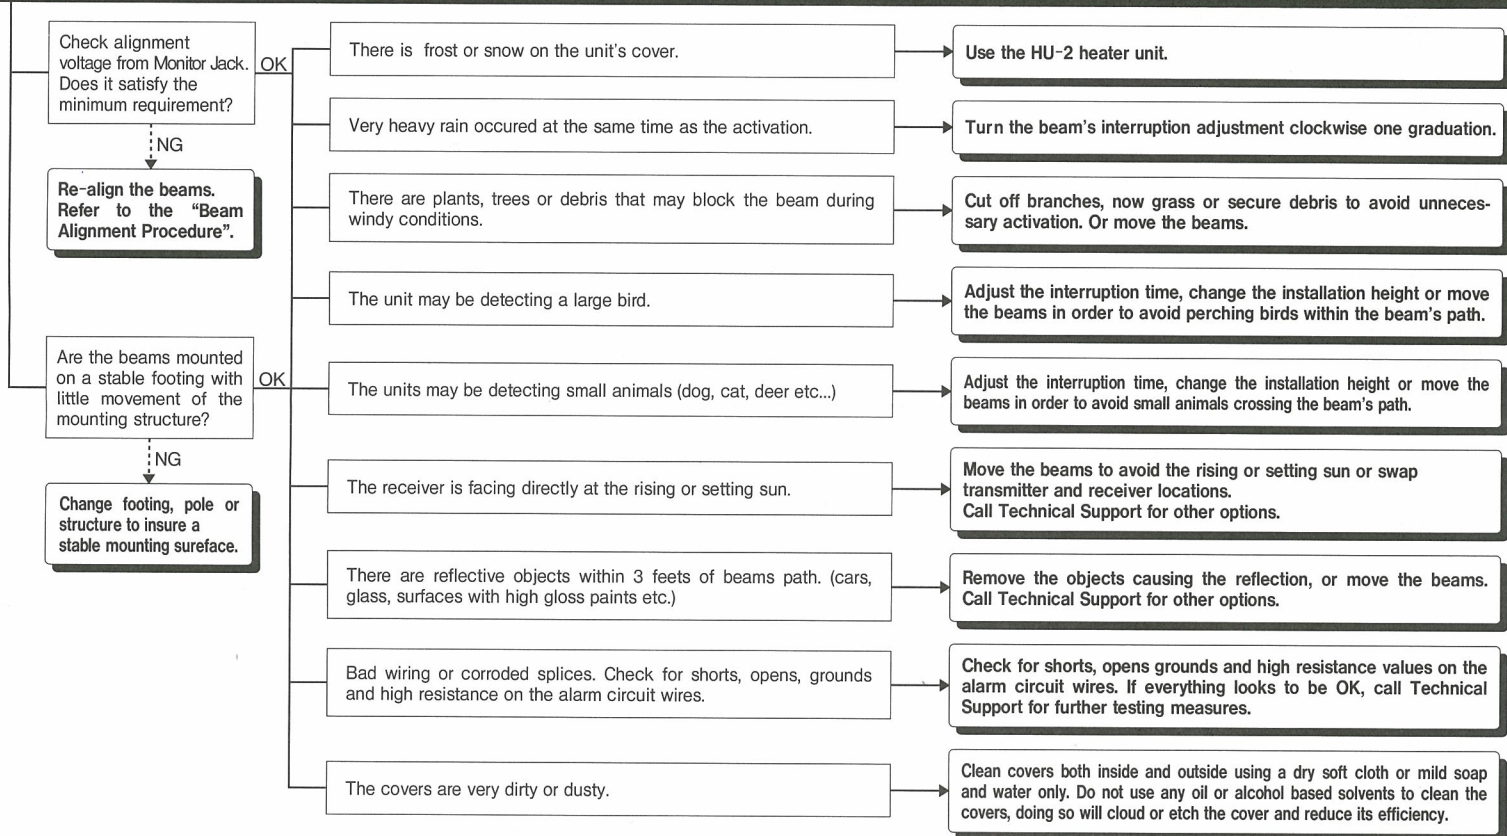 Check alignment
voltage from Monitor Jack.
Does it satisfy the
minimum requirement?
OK
NG
Re-align the beams.
Refer to the “Beam
Alignment Procedure”.
Are the beams mounted
on a stable footing with
little movement of the
mounting structure?
OK
NG
Change footing, pole or
structure to insure a
stable mounting sureface.
There is frost or snow on the unit's cover.
Use the HU-2 heater unit.
Very heavy rain occured at the same time as the activation.
Turn the beam's interruption adjustment clockwise one graduation.
There are plants, trees or debris that may block the beam during
windy conditions.
Cut off branches, now grass or secure debris to avoid unneces-
sary activation. Or move the beams.
The unit may be detecting a large bird.
Adjust the interruption time, change the installation height or move
the beams in order to avoid perching birds within the beam's path.
The units may be detecting small animals (dog, cat, deer etc...)
Adjust the interruption time, change the installation height or move the
beams in order to avoid small animals crossing the beam's path.
The receiver is facing directly at the rising or setting sun.
Move the beams to avoid the rising or setting sun or swap
transmitter and receiver locations.
Call Technical Support for other options.
There are reflective objects within 3 feets of beams path. (cars,
glass, surfaces with high gloss paints etc.)
Remove the objects causing the reflection, or move the beams.
Call Technical Support for other options.
Bad wiring or corroded splices. Check for shorts, opens, grounds
and high resistance on the alarm circuit wires.
Check for shorts, opens grounds and high resistance values on the
alarm circuit wires. If everything looks to be OK, call Technical
Support for further testing measures.
The covers are very dirty or dusty.
Clean covers both inside and outside using a dry soft cloth or mild soap
and water only. Do not use any oil or alcohol based solvents to clean the
covers, doing so will cloud or etch the cover and reduce its efficiency.